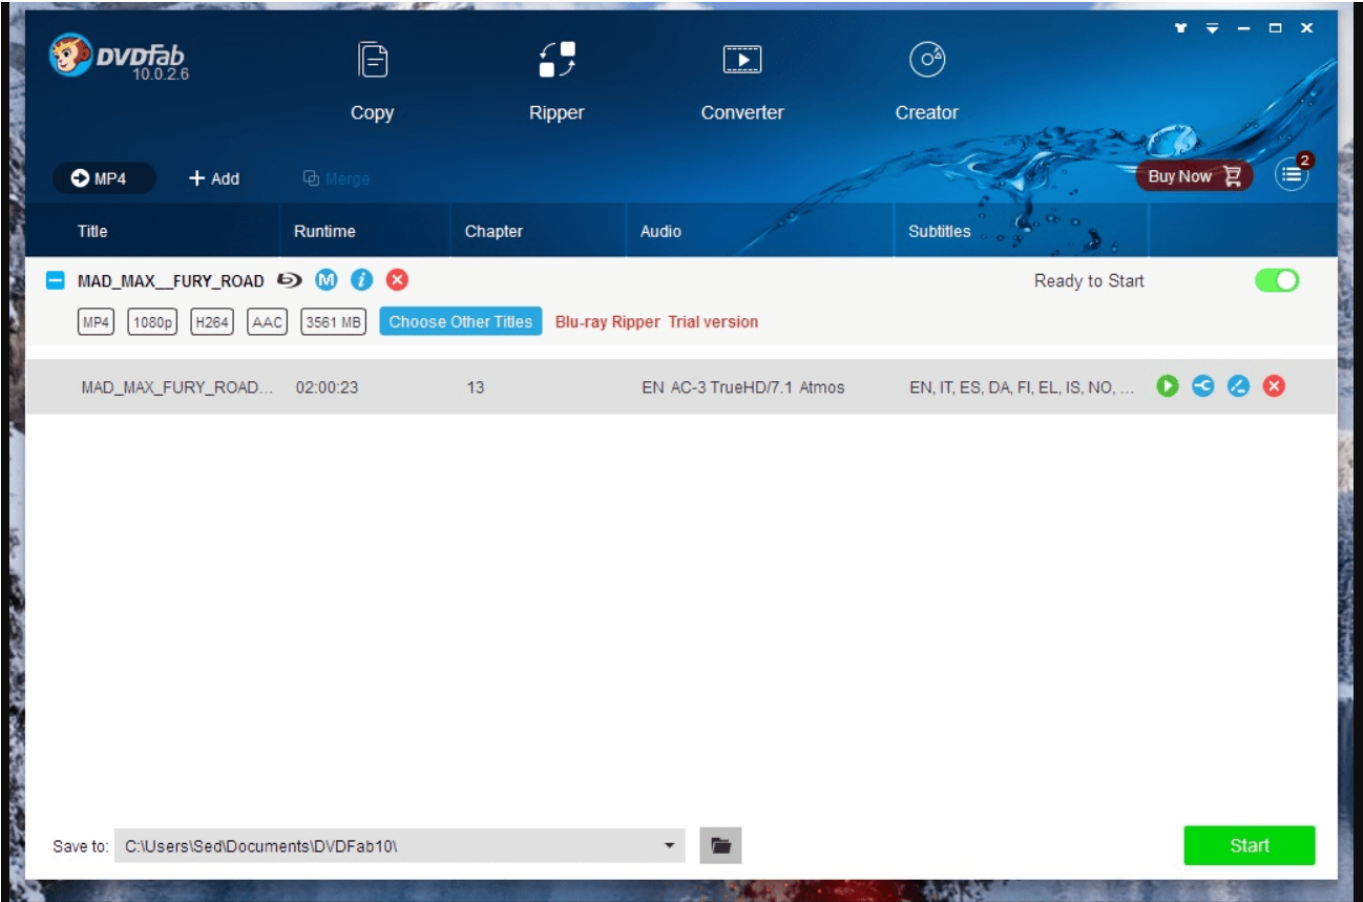 DVDFab
10.0.2.6
Copy
Ripper
Converter
Creator
MP4
Add
Merge
Buy Now
2
Title
Runtime
Chapter
Audio
Subtitles
MAD_MAX__FURY_ROAD
M
i
Ready to Start
MP4
1080p
H264
AAC
3561 MB
Choose Other Titles
Blu-ray Ripper Trial version
MAD_MAX_FURY_ROAD...
02:00:23
13
EN AC-3 TrueHD/7.1 Atmos
EN, IT, ES, DA, FI, EL, IS, NO, ...
Save to:
C:\Users\Sed\Documents\DVDFab10\
Start